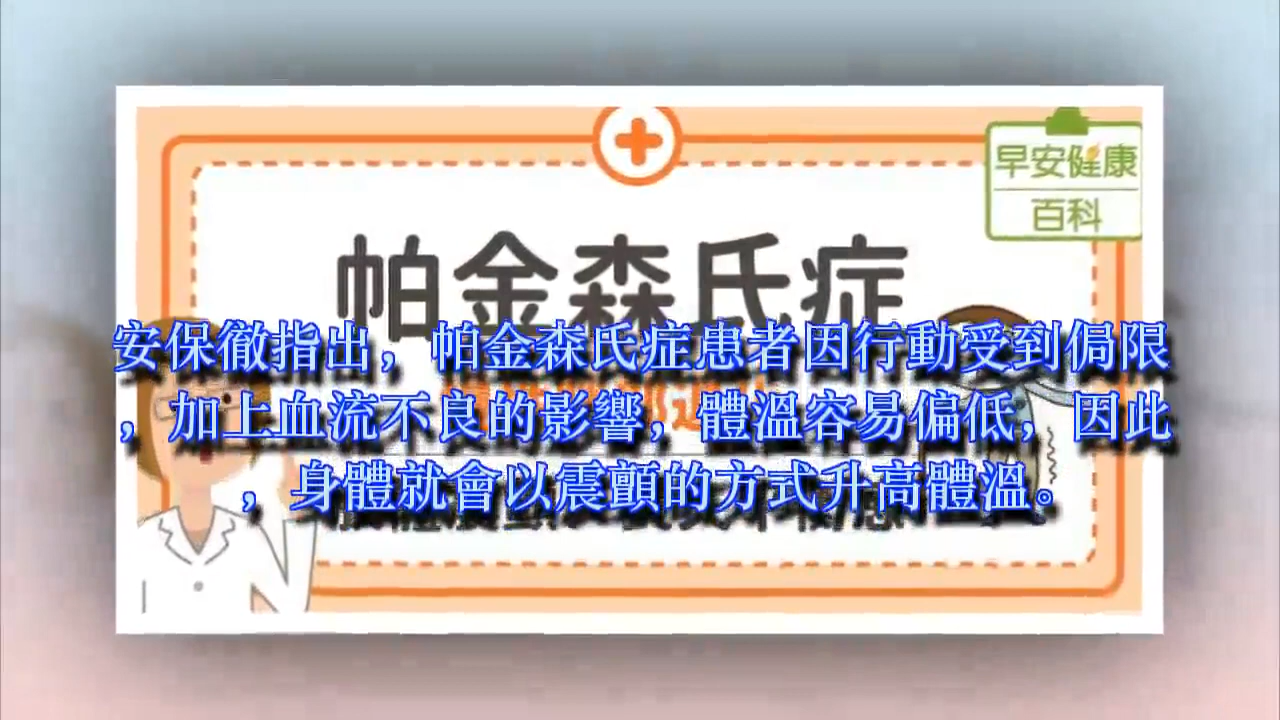 早安健康
百科
帕金森氏症
安保徹指出，帕金森氏症患者因行動受到侷限
，加上血流不良的影響，體溫容易偏低，因此
，身體就會以震顫的方式升高體溫。